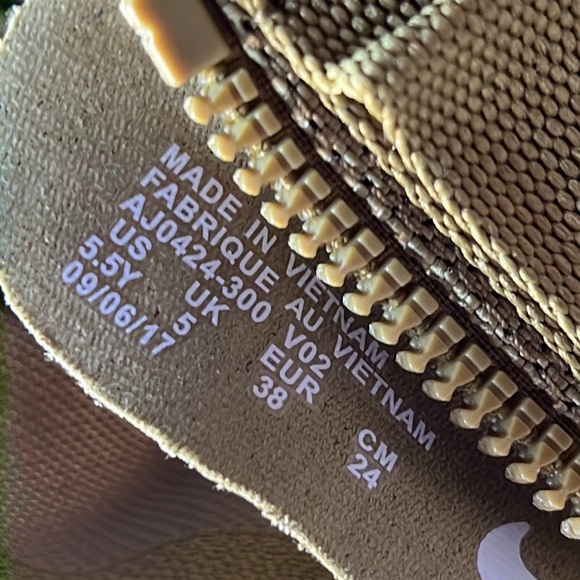 MADE IN VIETNAM
FABRIQUE AU VIETNAM
AJ0424-300 V02
US UK EUR CM
5.5Y 5 38 24
09/06/17